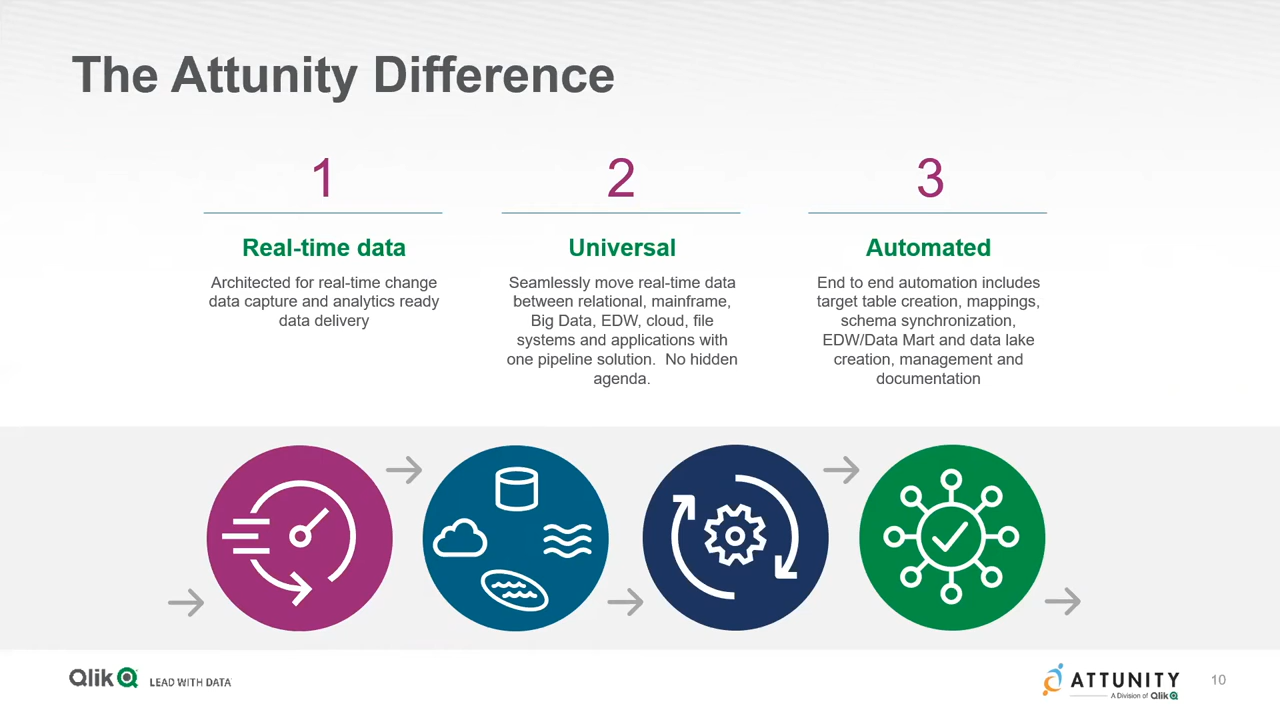 The Attunity Difference
1
Real-time data
Architected for real-time change
data capture and analytics ready
data delivery
2
Universal
Seamlessly move real-time data
between relational, mainframe,
Big Data, EDW, cloud, file
systems and applications with
one pipeline solution.  No hidden
agenda.
3
Automated
End to end automation includes
target table creation, mappings,
schema synchronization,
EDW/Data Mart and data lake
creation, management and
documentation
Qlik LEAD WITH DATA
ATTUNITY
A Division of Qlik
10